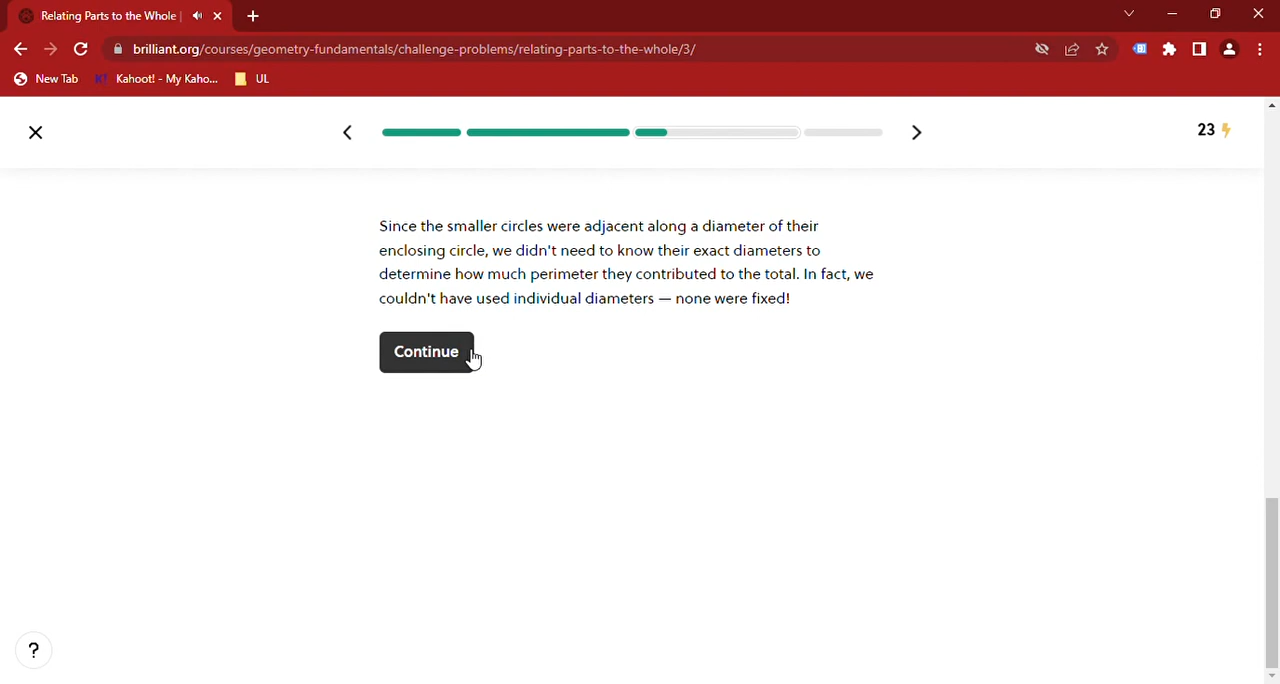 Relating Parts to the Whole |
brilliant.org/courses/geometry-fundamentals/challenge-problems/relating-parts-to-the-whole/3/
New Tab
K! Kahoot! - My Kaho...
UL
23
Since the smaller circles were adjacent along a diameter of their
enclosing circle, we didn't need to know their exact diameters to
determine how much perimeter they contributed to the total. In fact, we
couldn't have used individual diameters — none were fixed!
Continue
?